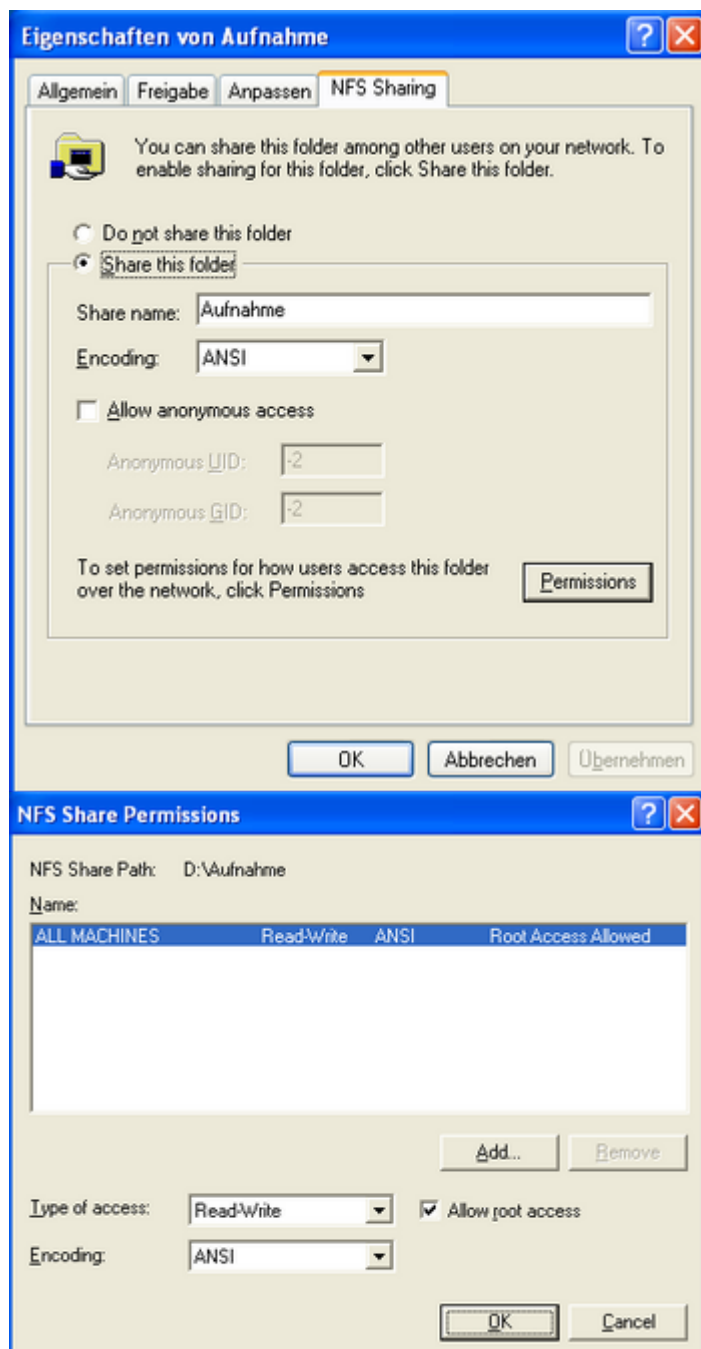 Eigenschaften von Aufnahme
Allgemein Freigabe Anpassen NFS Sharing
You can share this folder among other users on your network. To
enable sharing for this folder, click Share this folder.
Do not share this folder
Share this folder
Share name: Aufnahme
Encoding: ANSI
Allow anonymous access
Anonymous UID: -2
Anonymous GID: -2
To set permissions for how users access this folder
over the network, click Permissions
Permissions
OK Abbrechen Übernehmen
NFS Share Permissions
NFS Share Path: D:\Aufnahme
Name:
ALL MACHINES Read-Write ANSI Root Access Allowed
Add... Remove
Type of access: Read-Write Allow root access
Encoding: ANSI
OK Cancel